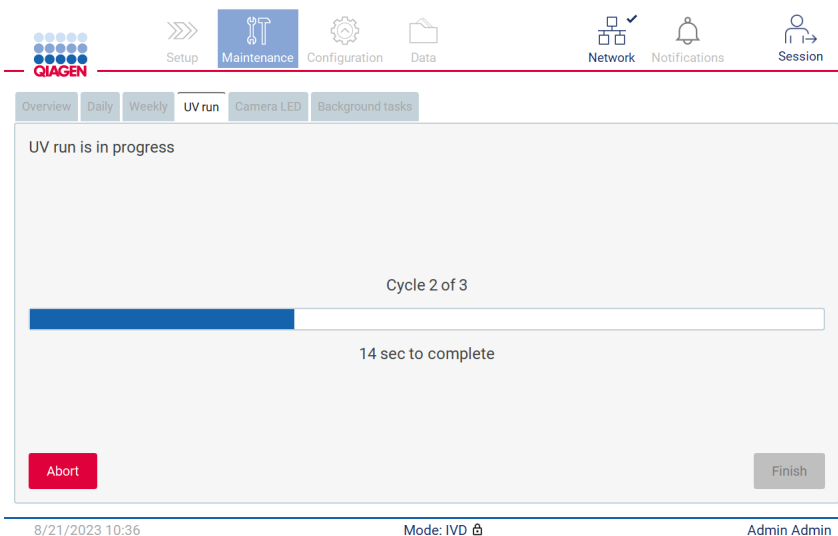 QIAGEN
Setup Maintenance Configuration Data Network Notifications Session
Overview Daily Weekly UV run Camera LED Background tasks
UV run is in progress
Cycle 2 of 3
14 sec to complete
Abort Finish
8/21/2023 10:36 Mode: IVD Admin Admin